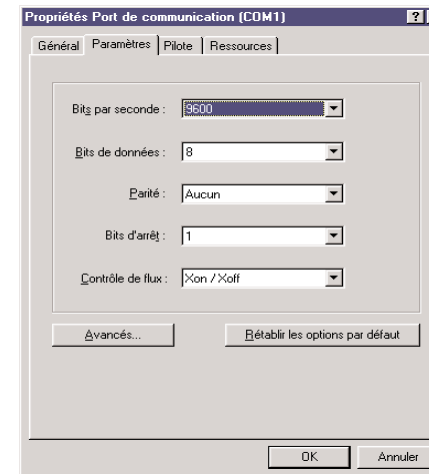 Propriétés Port de communication (COM1) ?
Général Paramètres Pilote Ressources
Bits par seconde : 9600
Bits de données : 8
Parité : Aucun
Bits d'arrêt : 1
Contrôle de flux : Xon / Xoff
Avancés... Rétablir les options par défaut
OK Annuler